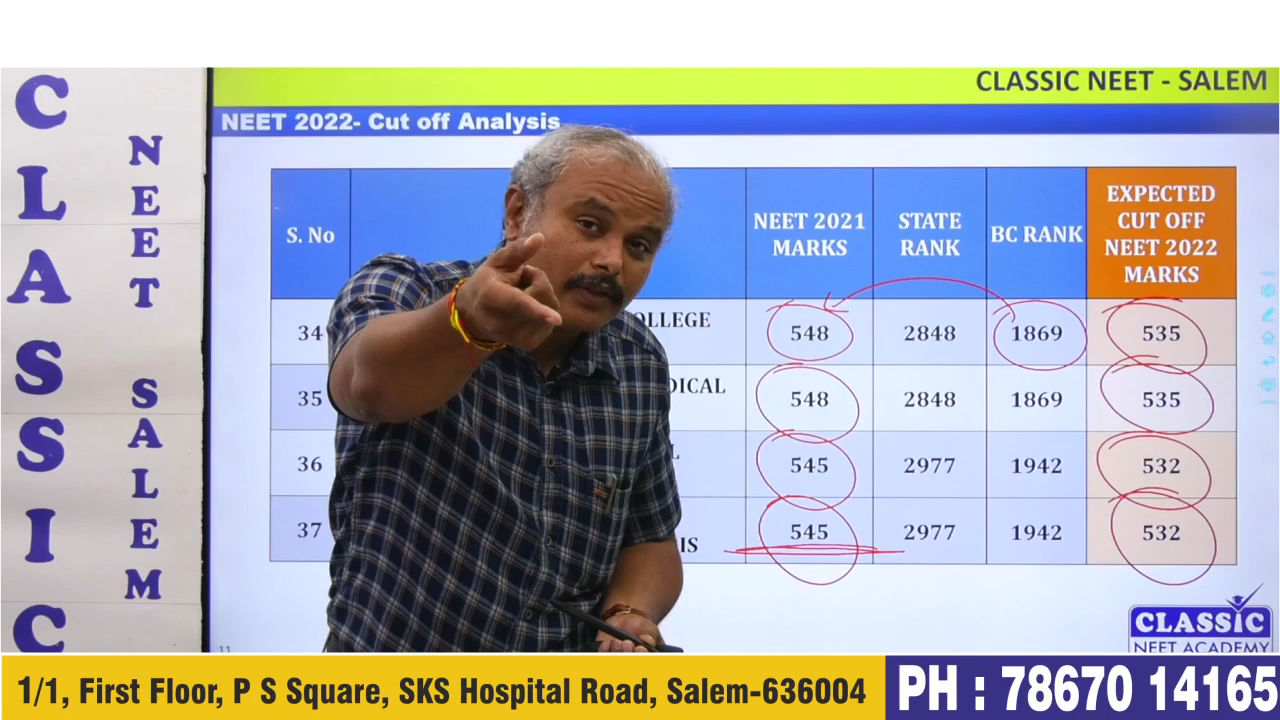 CLASSIC
NEET SALEM
CLASSIC NEET - SALEM
NEET 2022- Cut off Analysis
S. No NEET 2021 MARKS STATE RANK BC RANK EXPECTED CUT OFF NEET 2022 MARKS
34 OLLEGE 548 2848 1869 535
35 DICAL 548 2848 1869 535
36 L 545 2977 1942 532
37 IS 545 2977 1942 532
11
CLASSIC
NEET ACADEMY
1/1, First Floor, P S Square, SKS Hospital Road, Salem-636004
PH : 78670 14165